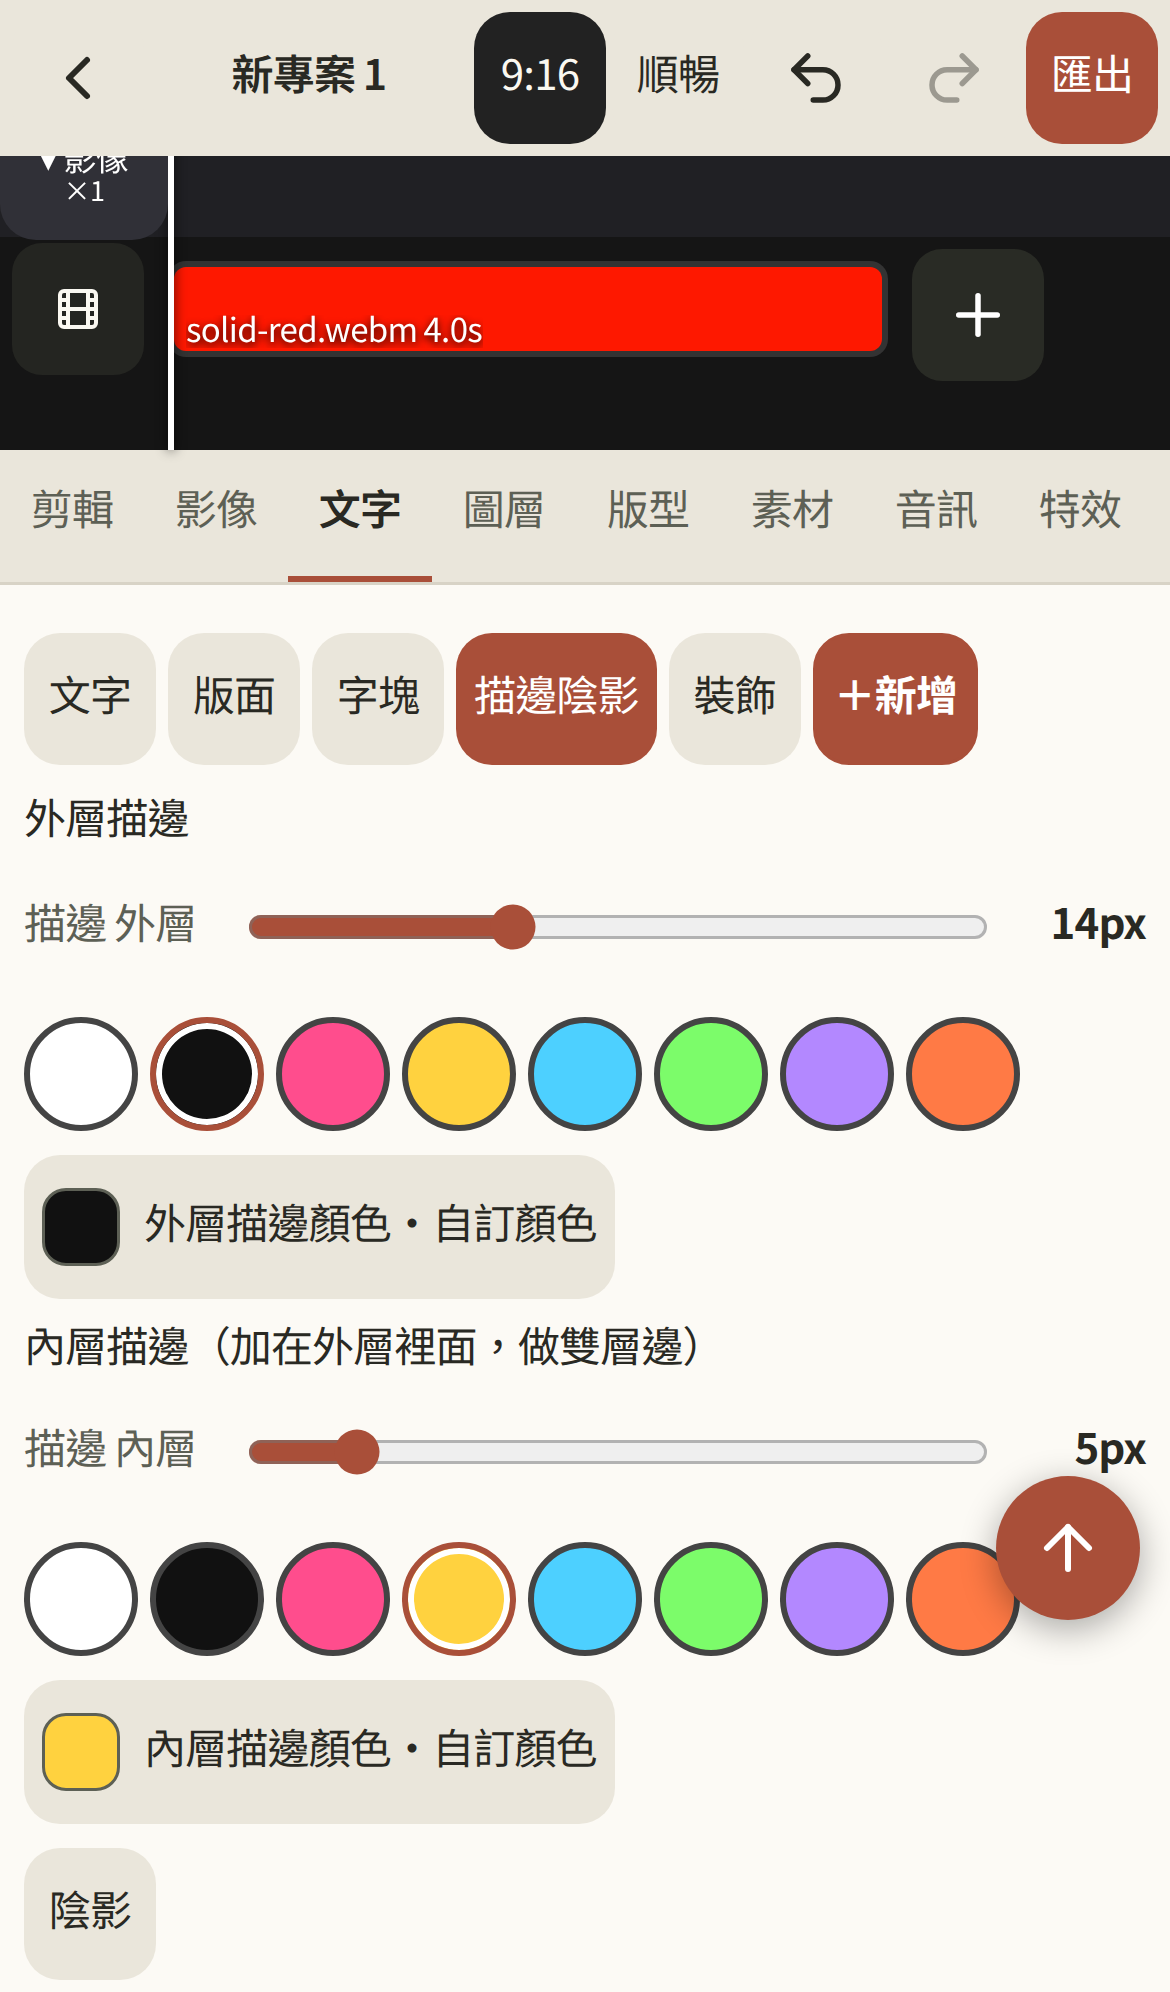 新專案 1
9:16
順暢
匯出
▼影像
×1
solid-red.webm 4.0s
剪輯
影像
文字
圖層
版型
素材
音訊
特效
文字
版面
字塊
描邊陰影
裝飾
＋新增
外層描邊
描邊 外層
14px
外層描邊顏色・自訂顏色
內層描邊（加在外層裡面，做雙層邊）
描邊 內層
5px
內層描邊顏色・自訂顏色
陰影